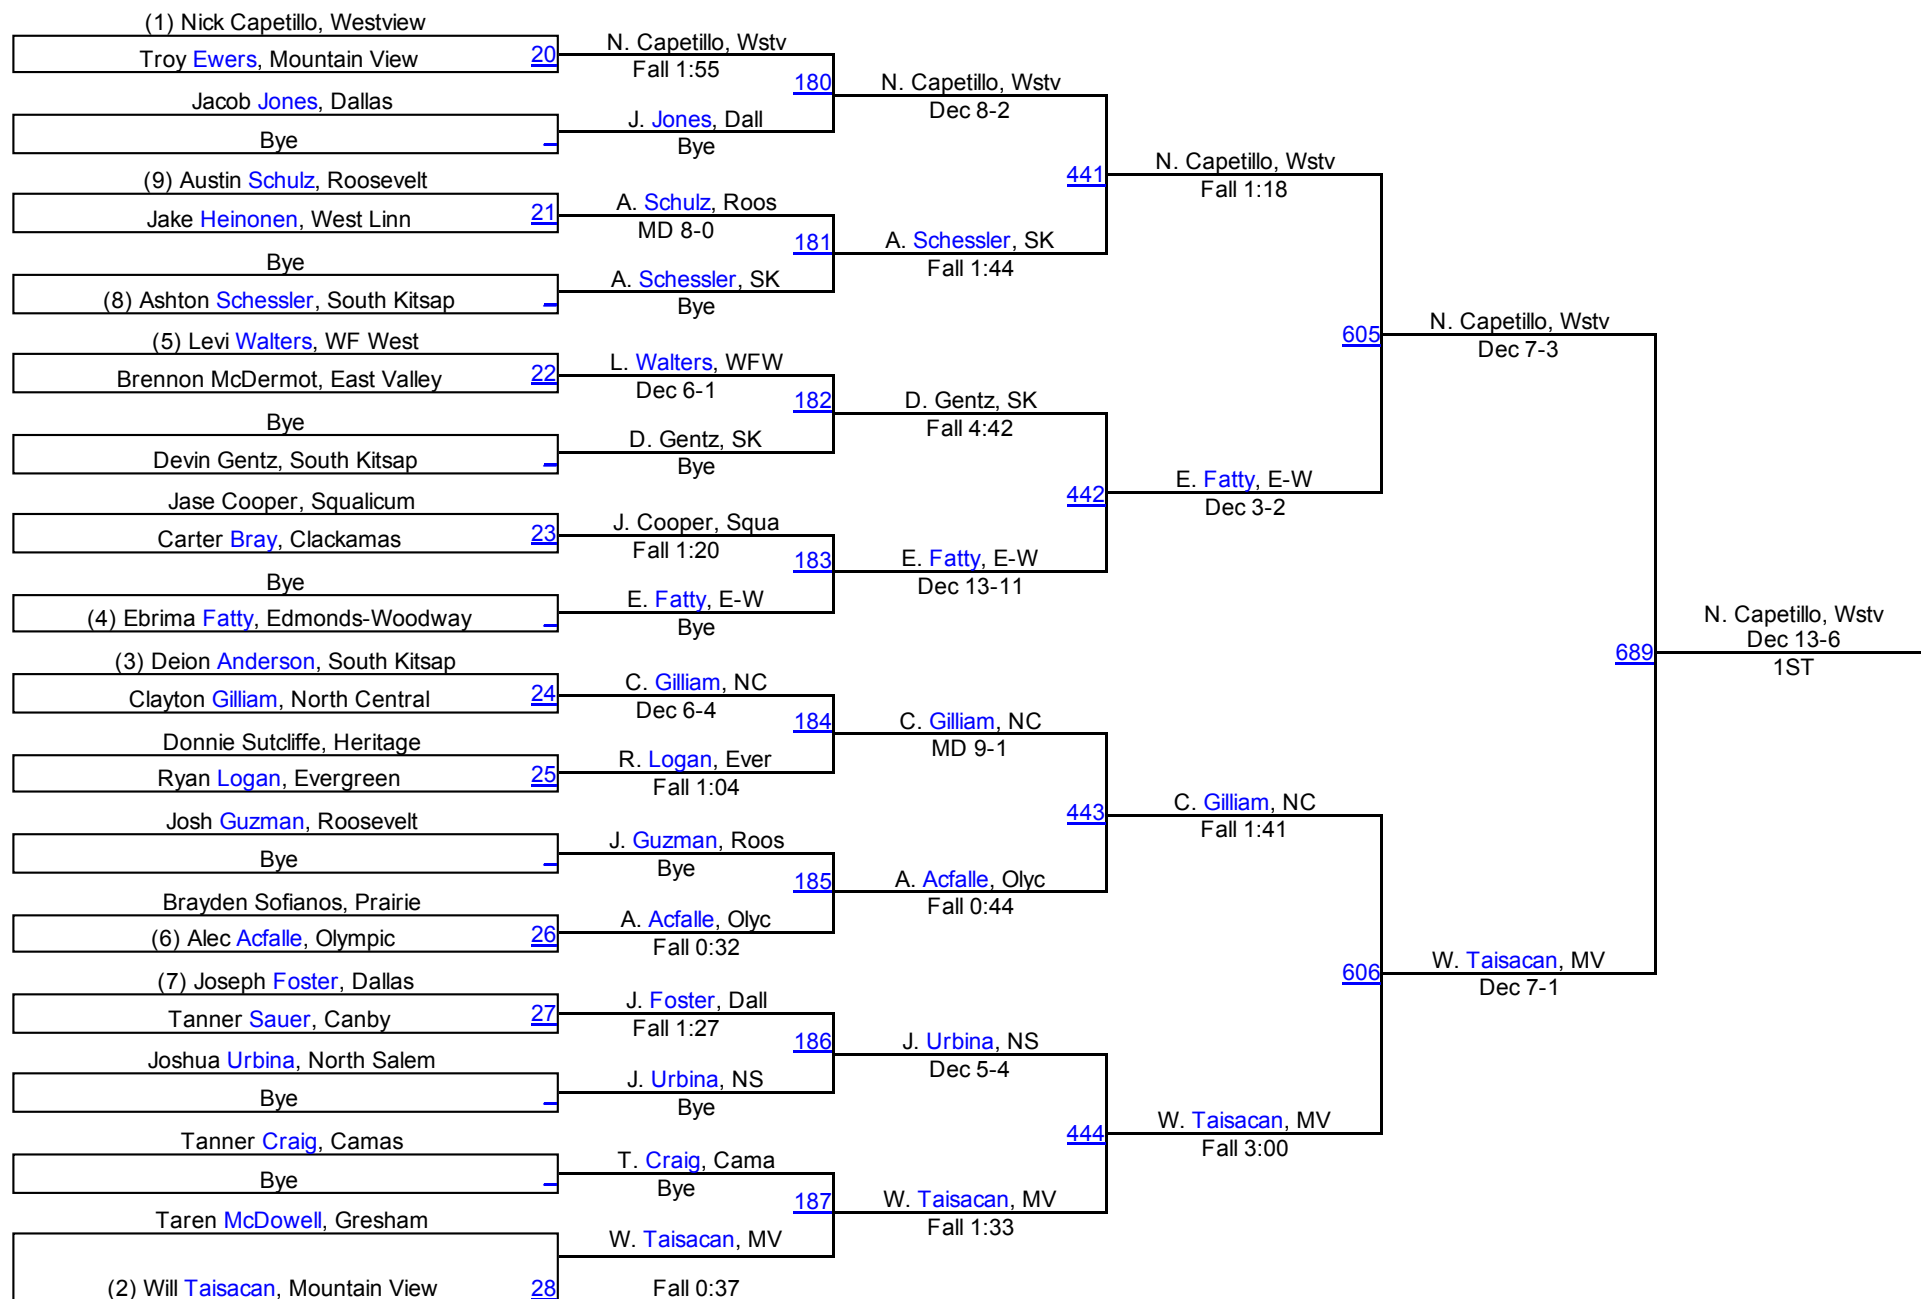 (1) Nick Capetillo, Westview
Troy Ewers, Mountain View 20
Jacob Jones, Dallas
Bye
(9) Austin Schulz, Roosevelt
Jake Heinonen, West Linn 21
Bye
(8) Ashton Schessler, South Kitsap
(5) Levi Walters, WF West
Brennon McDermot, East Valley 22
Bye
Devin Gentz, South Kitsap
Jase Cooper, Squalicum
Carter Bray, Clackamas 23
Bye
(4) Ebrima Fatty, Edmonds-Woodway
(3) Deion Anderson, South Kitsap
Clayton Gilliam, North Central 24
Donnie Sutcliffe, Heritage
Ryan Logan, Evergreen 25
Josh Guzman, Roosevelt
Bye
Brayden Sofianos, Prairie
(6) Alec Acfalle, Olympic 26
(7) Joseph Foster, Dallas
Tanner Sauer, Canby 27
Joshua Urbina, North Salem
Bye
Tanner Craig, Camas
Bye
Taren McDowell, Gresham
(2) Will Taisacan, Mountain View 28
N. Capetillo, Wstv
Fall 1:55
180
J. Jones, Dall
Bye
A. Schulz, Roos
MD 8-0
181
A. Schessler, SK
Bye
L. Walters, WFW
Dec 6-1
182
D. Gentz, SK
Bye
J. Cooper, Squa
Fall 1:20
183
E. Fatty, E-W
Bye
C. Gilliam, NC
Dec 6-4
184
R. Logan, Ever
Fall 1:04
J. Guzman, Roos
Bye
185
A. Acfalle, Olyc
Fall 0:32
J. Foster, Dall
Fall 1:27
186
J. Urbina, NS
Bye
T. Craig, Cama
Bye
187
W. Taisacan, MV
Fall 0:37
N. Capetillo, Wstv
Dec 8-2
441
A. Schessler, SK
Fall 1:44
D. Gentz, SK
Fall 4:42
442
E. Fatty, E-W
Dec 13-11
C. Gilliam, NC
MD 9-1
443
A. Acfalle, Olyc
Fall 0:44
J. Urbina, NS
Dec 5-4
444
W. Taisacan, MV
Fall 1:33
N. Capetillo, Wstv
Fall 1:18
605
E. Fatty, E-W
Dec 3-2
C. Gilliam, NC
Fall 1:41
606
W. Taisacan, MV
Fall 3:00
N. Capetillo, Wstv
Dec 7-3
689
W. Taisacan, MV
Dec 7-1
N. Capetillo, Wstv
Dec 13-6
1ST